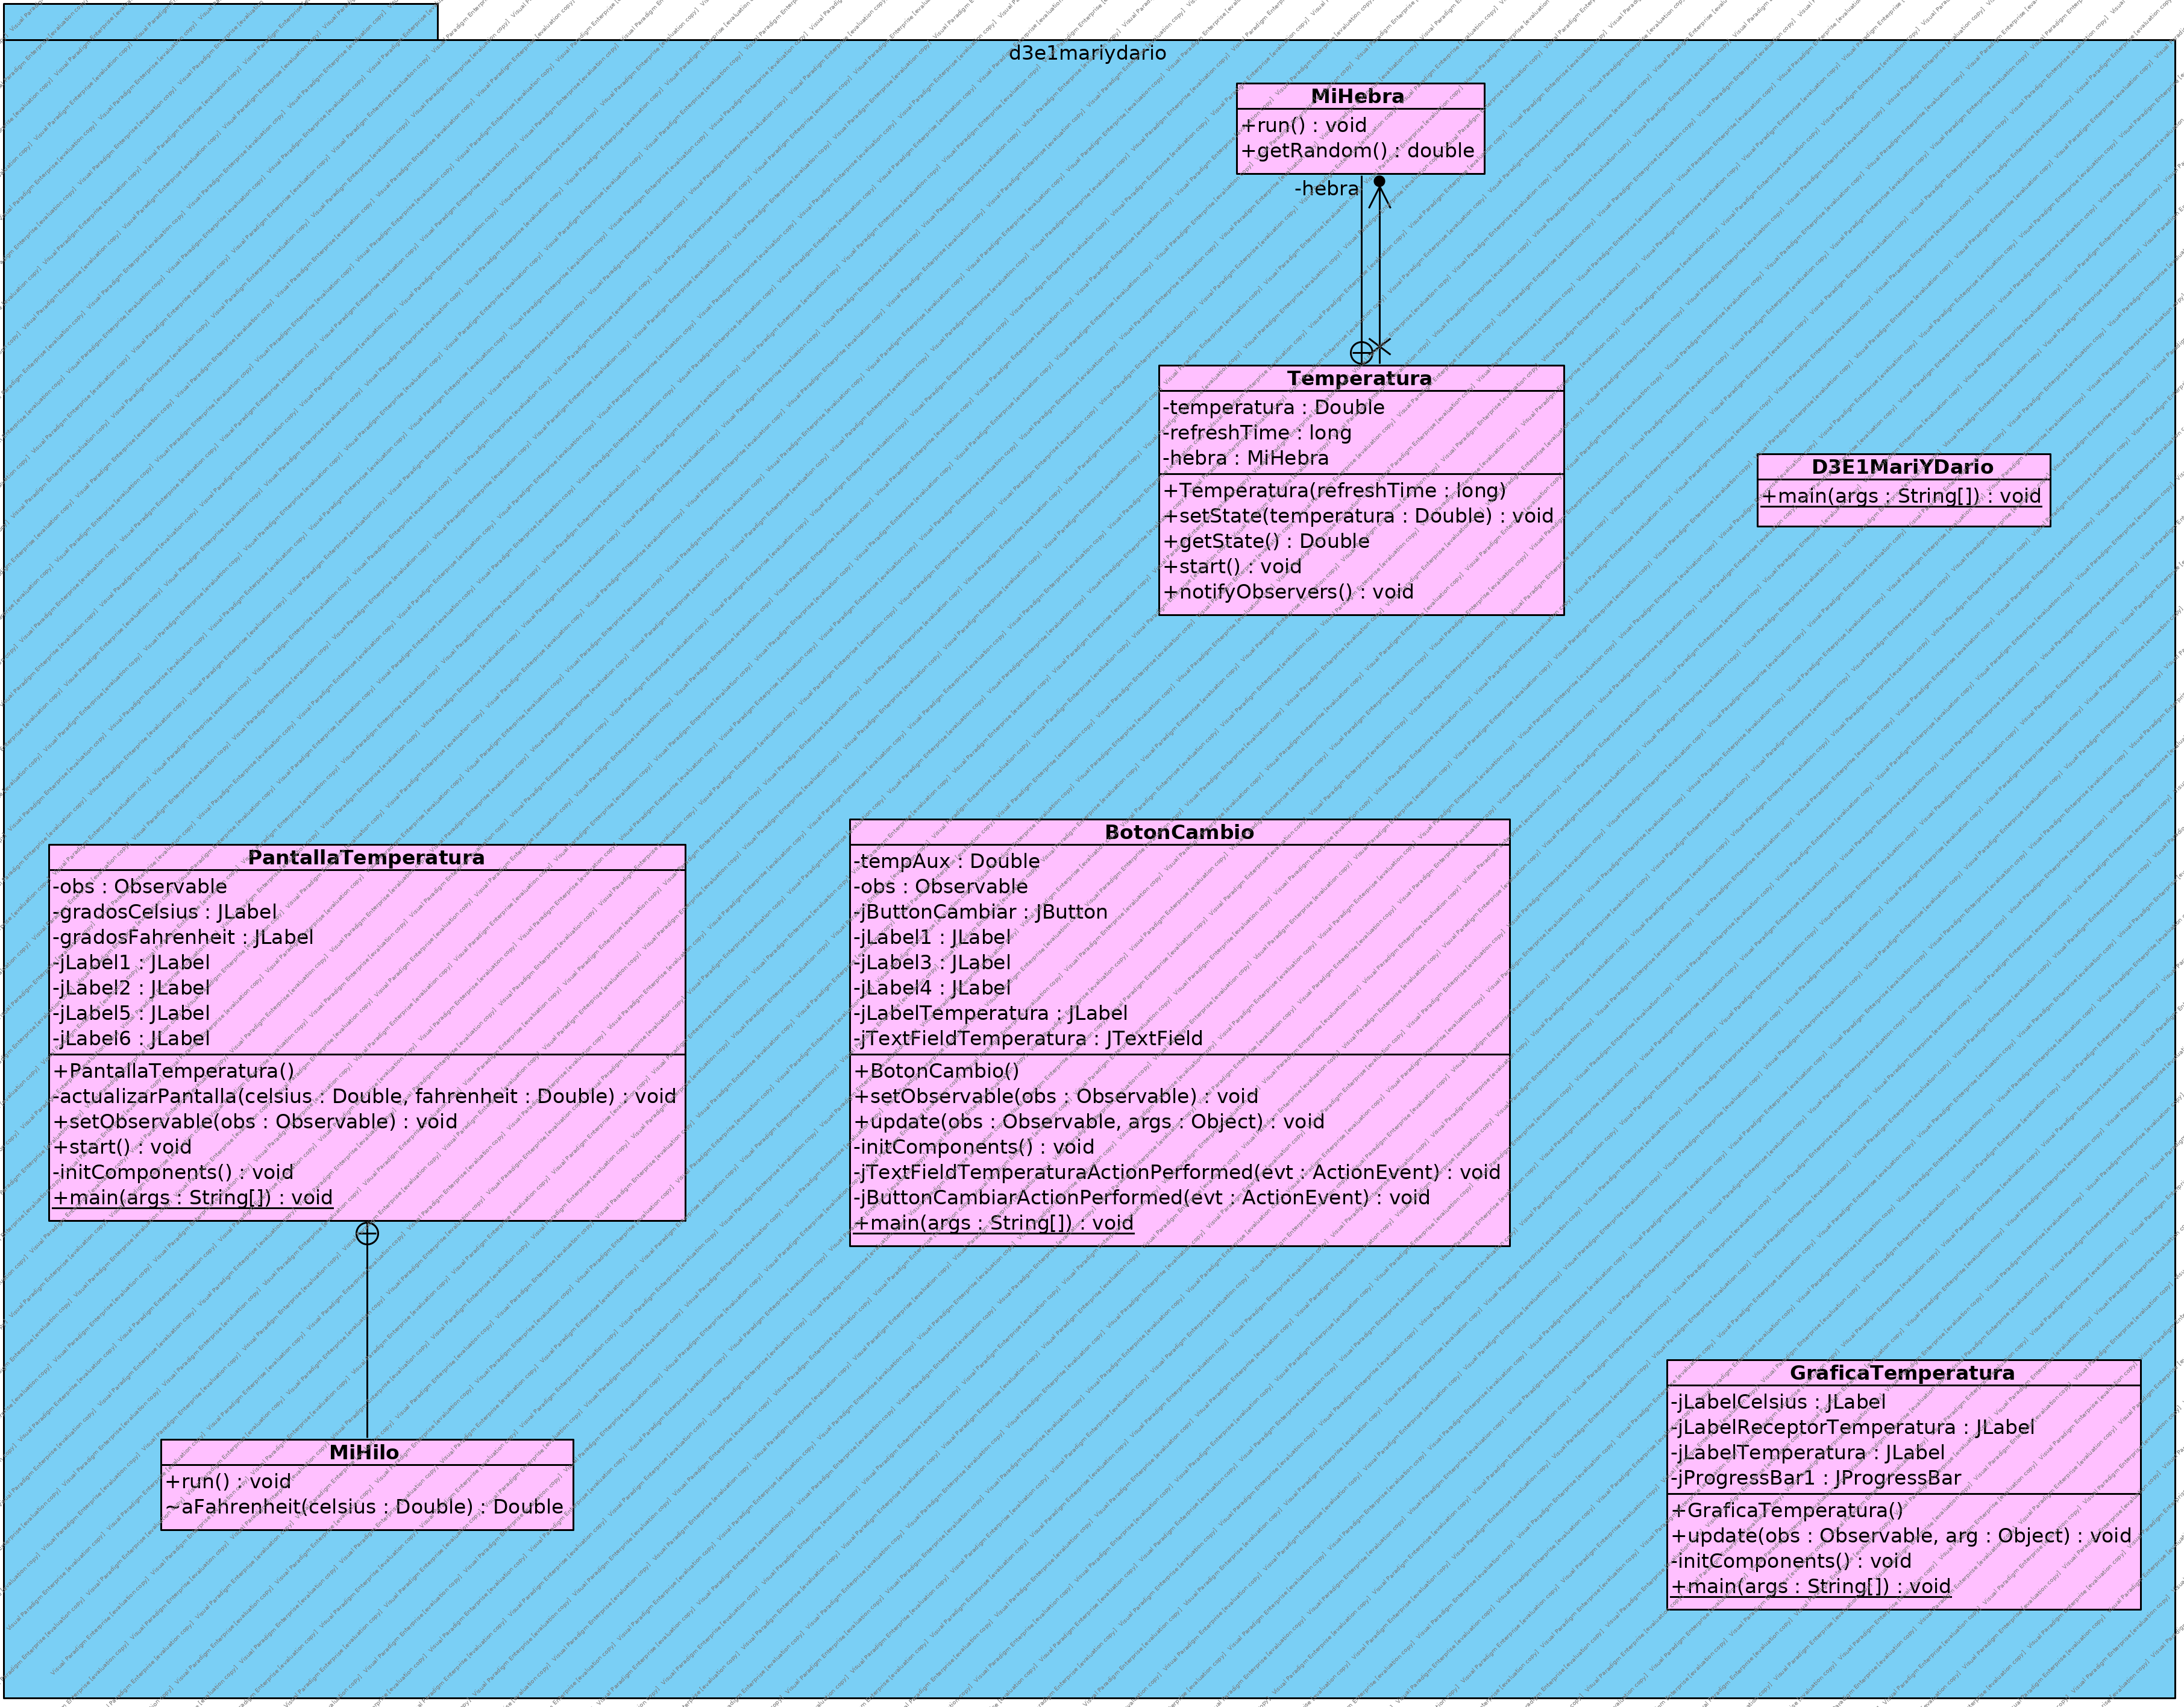 d3e1mariydario
MiHebra
+run() : void
+getRandom() : double
-hebra
Temperatura
-temperatura : Double
-refreshTime : long
-hebra : MiHebra
+Temperatura(refreshTime : long)
+setState(temperatura : Double) : void
+getState() : Double
+start() : void
+notifyObservers() : void
D3E1MariYDario
+main(args : String[]) : void
PantallaTemperatura
-obs : Observable
-gradosCelsius : JLabel
-gradosFahrenheit : JLabel
-jLabel1 : JLabel
-jLabel2 : JLabel
-jLabel5 : JLabel
-jLabel6 : JLabel
+PantallaTemperatura()
-actualizarPantalla(celsius : Double, fahrenheit : Double) : void
+setObservable(obs : Observable) : void
+start() : void
-initComponents() : void
+main(args : String[]) : void
BotonCambio
-tempAux : Double
-obs : Observable
-jButtonCambiar : JButton
-jLabel1 : JLabel
-jLabel3 : JLabel
-jLabel4 : JLabel
-jLabelTemperatura : JLabel
-jTextFieldTemperatura : JTextField
+BotonCambio()
+setObservable(obs : Observable) : void
+update(obs : Observable, args : Object) : void
-initComponents() : void
-jTextFieldTemperaturaActionPerformed(evt : ActionEvent) : void
-jButtonCambiarActionPerformed(evt : ActionEvent) : void
+main(args : String[]) : void
MiHilo
+run() : void
~aFahrenheit(celsius : Double) : Double
GraficaTemperatura
-jLabelCelsius : JLabel
-jLabelReceptorTemperatura : JLabel
-jLabelTemperatura : JLabel
-jProgressBar1 : JProgressBar
+GraficaTemperatura()
+update(obs : Observable, arg : Object) : void
-initComponents() : void
+main(args : String[]) : void
Visual Paradigm Enterprise [evaluation copy]